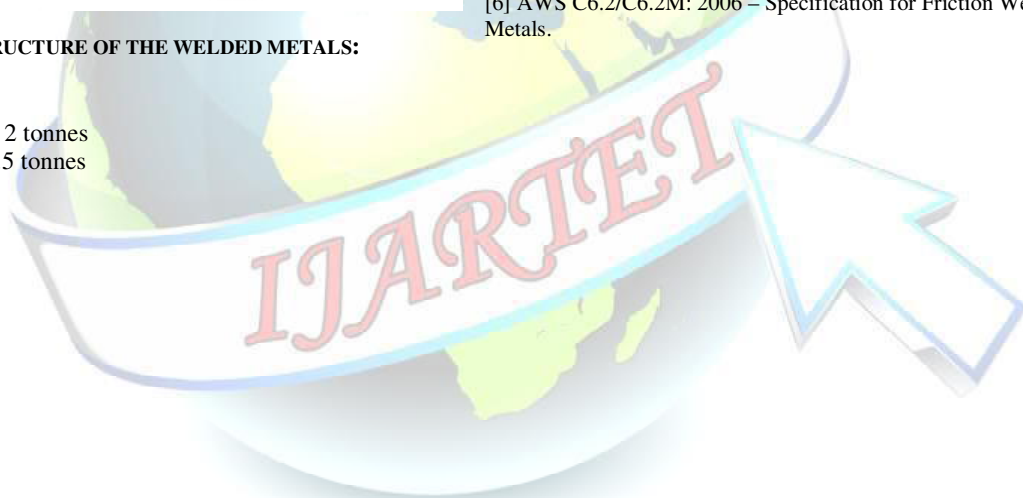 RUCTURE OF THE WELDED METALS:
2 tonnes
5 tonnes
[6] AWS C6.2/C6.2M: 2006 – Specification for Friction We
Metals.
IJARTET